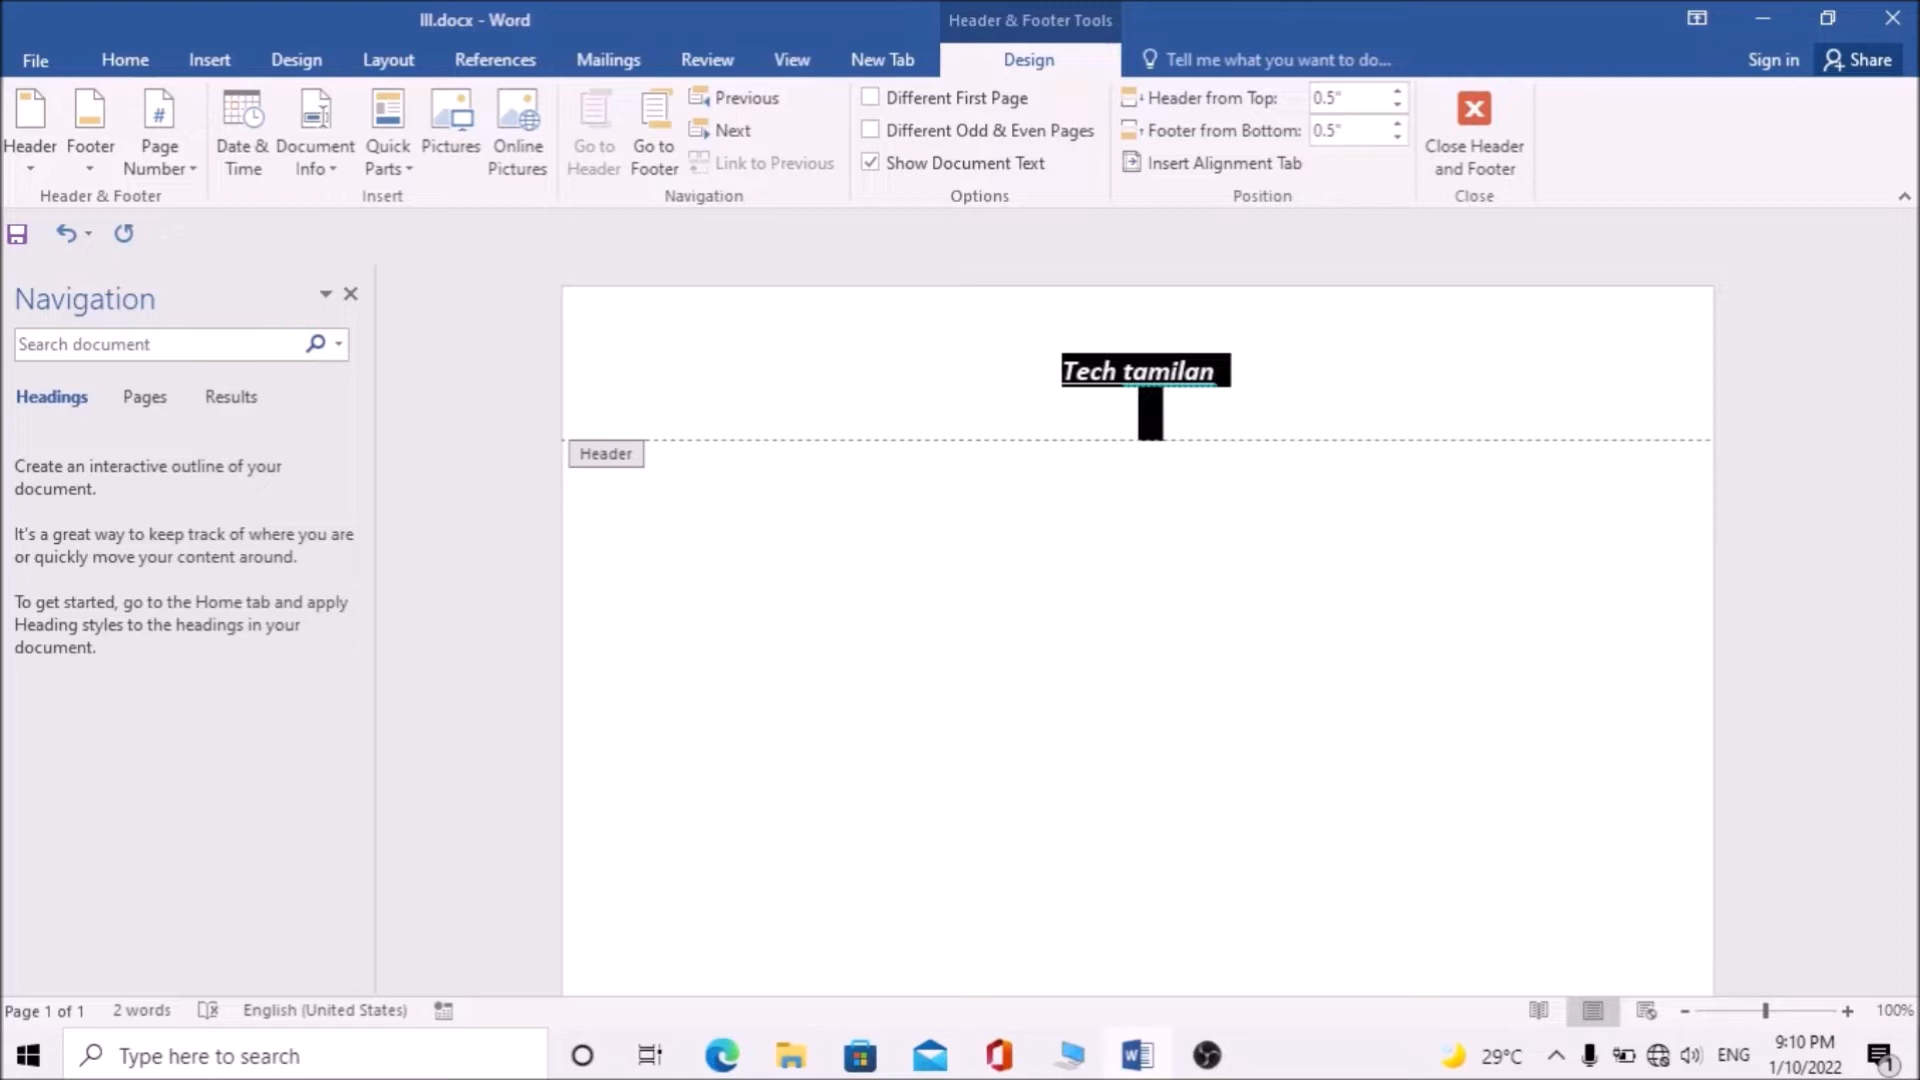 III.docx - Word
Header & Footer Tools
File Home Insert Design Layout References Mailings Review View New Tab Design Tell me what you want to do... Sign in Share
Header
Footer
Page Number
Header & Footer
Date & Time
Document Info
Quick Parts
Pictures
Online Pictures
Insert
Go to Header
Go to Footer
Previous
Next
Link to Previous
Navigation
Different First Page
Different Odd & Even Pages
Show Document Text
Options
Header from Top: 0.5"
Footer from Bottom: 0.5"
Insert Alignment Tab
Position
Close Header and Footer
Close
Navigation
Search document
Headings Pages Results
Create an interactive outline of your
document.
It's a great way to keep track of where you are
or quickly move your content around.
To get started, go to the Home tab and apply
Heading styles to the headings in your
document.
Tech tamilan
Header
Page 1 of 1 2 words English (United States) 100%
Type here to search
29°C ENG
9:10 PM
1/10/2022
1